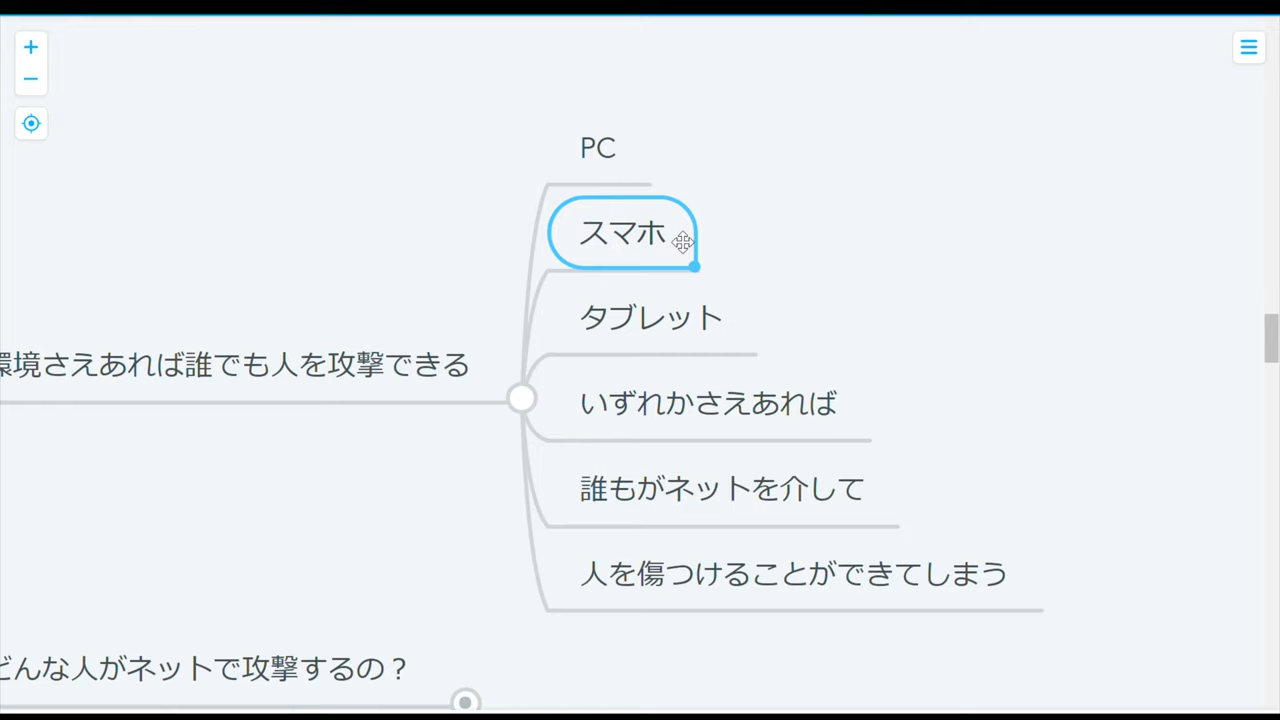 PC
スマホ
タブレット
環境さえあれば誰でも人を攻撃できる
いずれかさえあれば
誰もがネットを介して
人を傷つけることができてしまう
どんな人がネットで攻撃するの？